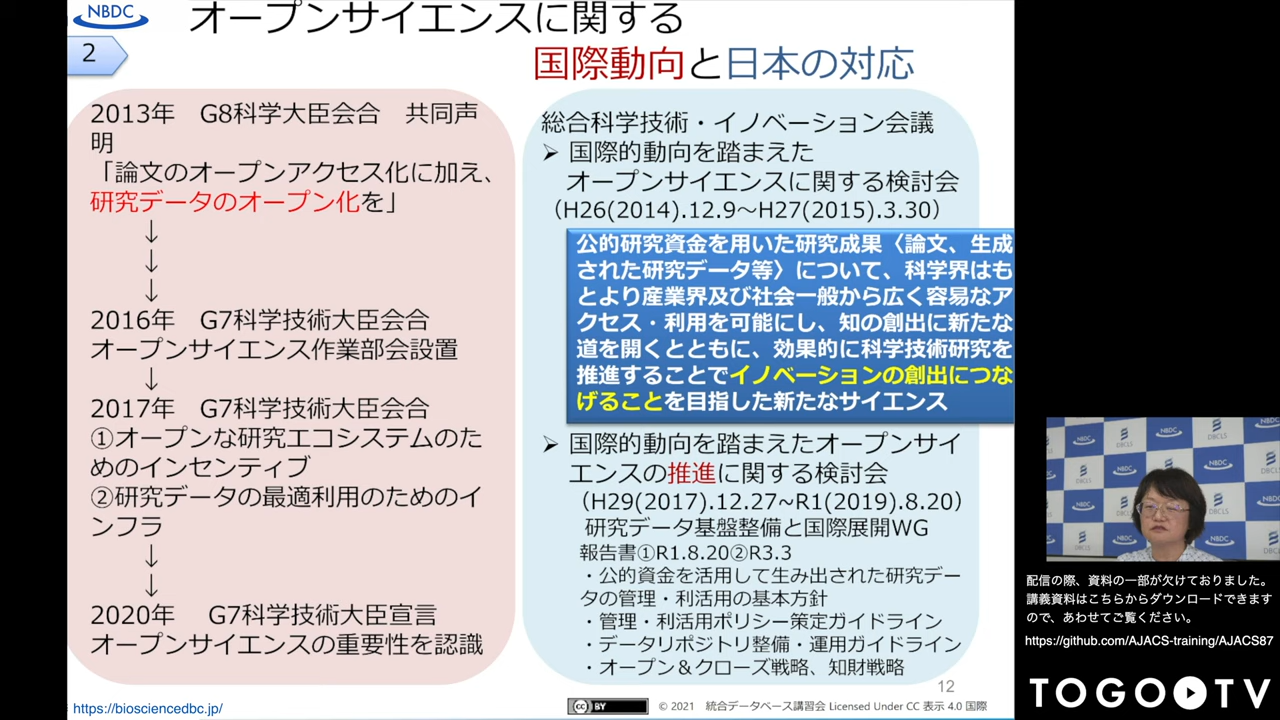 NBDC
オープンサイエンスに関する
2
国際動向と日本の対応
2013年　G8科学大臣会合　共同声
明
「論文のオープンアクセス化に加え、
研究データのオープン化を」
↓
↓
↓
2016年　G7科学技術大臣会合
オープンサイエンス作業部会設置
↓
2017年　G7科学技術大臣会合
①オープンな研究エコシステムのた
めのインセンティブ
②研究データの最適利用のためのイ
ンフラ
↓
↓
2020年　G7科学技術大臣宣言
オープンサイエンスの重要性を認識
総合科学技術・イノベーション会議
➢ 国際的動向を踏まえた
オープンサイエンスに関する検討会
（H26(2014).12.9～H27(2015).3.30）
公的研究資金を用いた研究成果〈論文、生成
された研究データ等〉について、科学界はも
とより産業界及び社会一般から広く容易なア
クセス・利用を可能にし、知の創出に新たな
道を開くとともに、効果的に科学技術研究を
推進することでイノベーションの創出につな
げることを目指した新たなサイエンス
➢ 国際的動向を踏まえたオープンサイ
エンスの推進に関する検討会
（H29(2017).12.27~R1(2019).8.20）
研究データ基盤整備と国際展開WG
報告書①R1.8.20②R3.3
・公的資金を活用して生み出された研究デー
タの管理・利活用の基本方針
・管理・利活用ポリシー策定ガイドライン
・データリポジトリ整備・運用ガイドライン
・オープン＆クローズ戦略、知財戦略
12
https://biosciencedbc.jp/
cc BY
© 2021　統合データベース講習会 Licensed Under CC 表示 4.0 国際
NBDC
DBCLS
配信の際、資料の一部が欠けておりました。
講義資料はこちらからダウンロードできます
ので、あわせてご覧ください。
https://github.com/AJACS-training/AJACS87
TOGO TV